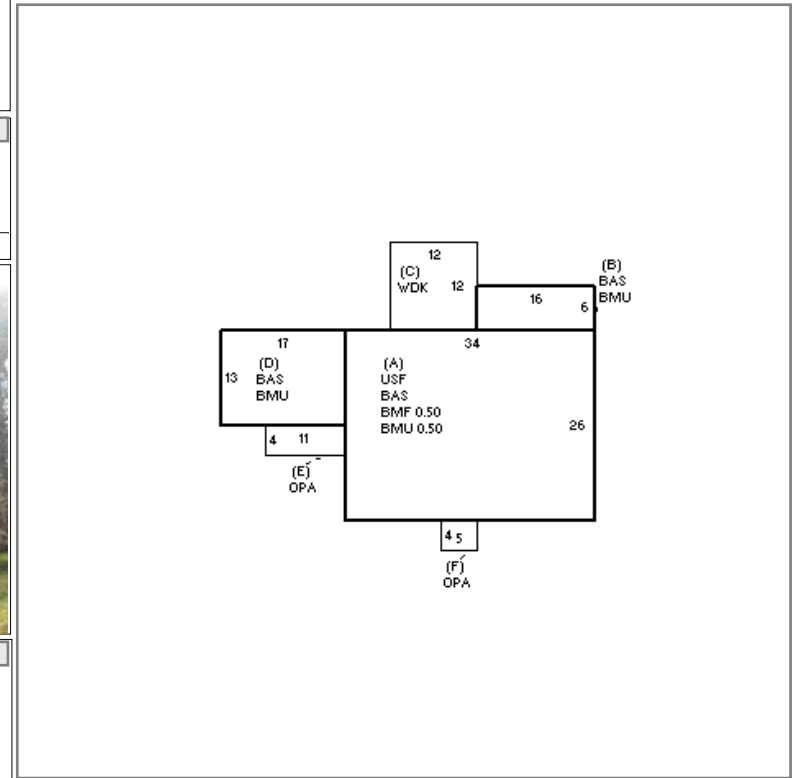 12
(C)
WDK 12
(B)
BAS
BMU
16
6
17
(D)
13 BAS
BMU
34
(A)
USF
BAS
BMF 0.50
BMU 0.50
26
4 11
(E)
OPA
4 5
(F)
OPA